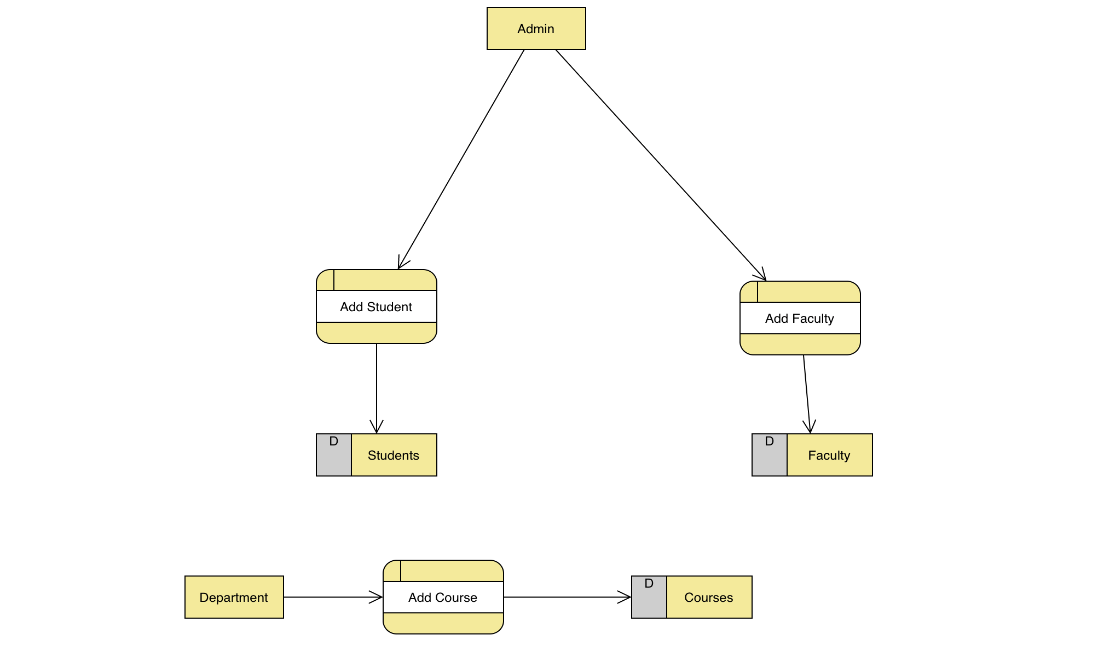 Admin
Add Student
Add Faculty
D
Students
D
Faculty
Department
Add Course
D
Courses